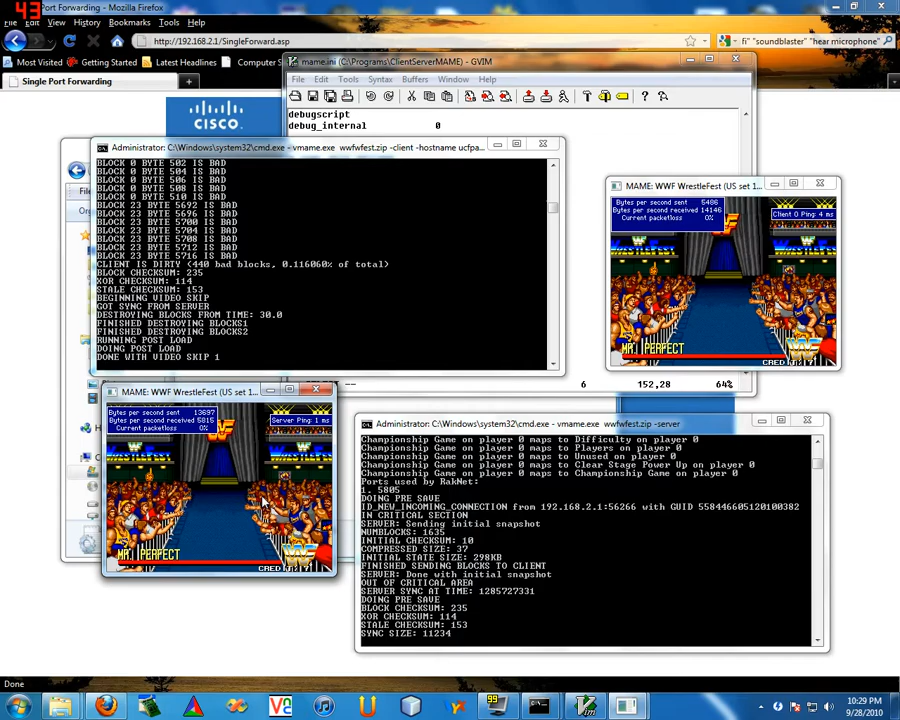 43
Port Forwarding - Mozilla Firefox
File Edit View History Bookmarks Tools Help
http://192.168.2.1/SingleForward.asp
fi" "soundblaster" "hear microphone"
Most Visited Getting Started Latest Headlines Computer
Single Port Forwarding
CISCO
mame.ini (C:\Programs\ClientServerMAME) - GVIM
File Edit Tools Syntax Buffers Window Help
debugscript
debug_internal 0
6 152,28 64%
Administrator: C:\Windows\system32\cmd.exe - vmame.exe wwfwfest.zip -client -hostname ucfpa...
BLOCK 0 BYTE 502 IS BAD
BLOCK 0 BYTE 504 IS BAD
BLOCK 0 BYTE 506 IS BAD
BLOCK 0 BYTE 508 IS BAD
BLOCK 0 BYTE 510 IS BAD
BLOCK 23 BYTE 5692 IS BAD
BLOCK 23 BYTE 5696 IS BAD
BLOCK 23 BYTE 5700 IS BAD
BLOCK 23 BYTE 5704 IS BAD
BLOCK 23 BYTE 5708 IS BAD
BLOCK 23 BYTE 5712 IS BAD
BLOCK 23 BYTE 5716 IS BAD
CLIENT IS DIRTY (440 bad blocks, 0.116060% of total)
BLOCK CHECKSUM: 235
XOR CHECKSUM: 114
STALE CHECKSUM: 153
BEGINNING VIDEO SKIP
GOT SYNC FROM SERVER
DESTROYING BLOCKS FROM TIME: 30.0
FINISHED DESTROYING BLOCKS1
FINISHED DESTROYING BLOCKS2
RUNNING POST LOAD
DOING POST LOAD
DONE WITH VIDEO SKIP 1
MAME: WWF WrestleFest (US set 1...
Bytes per second sent 5486
Bytes per second received 14146
Current packetloss 0%
Client 0 Ping: 4 ms
MR. PERFECT
CREDIT
MAME: WWF WrestleFest (US set 1...
Bytes per second sent 13697
Bytes per second received 5815
Current packetloss 0%
Server Ping: 1 ms
MR. PERFECT
CREDIT
Administrator: C:\Windows\system32\cmd.exe - vmame.exe wwfwfest.zip -server
Championship Game on player 0 maps to Difficulty on player 0
Championship Game on player 0 maps to Players on player 0
Championship Game on player 0 maps to Unused on player 0
Championship Game on player 0 maps to Clear Stage Power Up on player 0
Championship Game on player 0 maps to Championship Game on player 0
Ports used by RakNet:
1. 5805
DOING PRE SAVE
ID_NEW_INCOMING_CONNECTION from 192.168.2.1:56266 with GUID 5584466051201003​82
IN CRITICAL SECTION
SERVER: Sending initial snapshot
NUMBLOCKS: 1635
INITIAL CHECKSUM: 10
COMPRESSED SIZE: 37
INITIAL STATE SIZE: 298KB
FINISHED SENDING BLOCKS TO CLIENT
SERVER: Done with initial snapshot
OUT OF CRITICAL AREA
SERVER SYNC AT TIME: 1285727331
DOING PRE SAVE
BLOCK CHECKSUM: 235
XOR CHECKSUM: 114
STALE CHECKSUM: 153
SYNC SIZE: 11234
Done
99
10:29 PM
9/28/2010